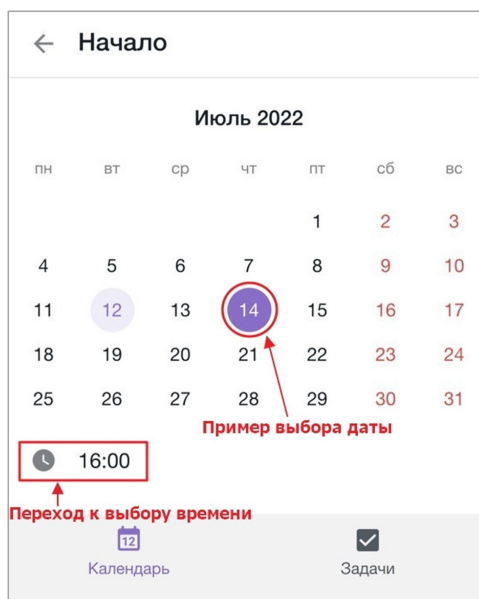 Начало
Июль 2022
пн вт ср чт пт сб вс
1 2 3
4 5 6 7 8 9 10
11 12 13 14 15 16 17
18 19 20 21 22 23 24
25 26 27 28 29 30 31
Пример выбора даты
16:00
Переход к выбору времени
12
Календарь Задачи